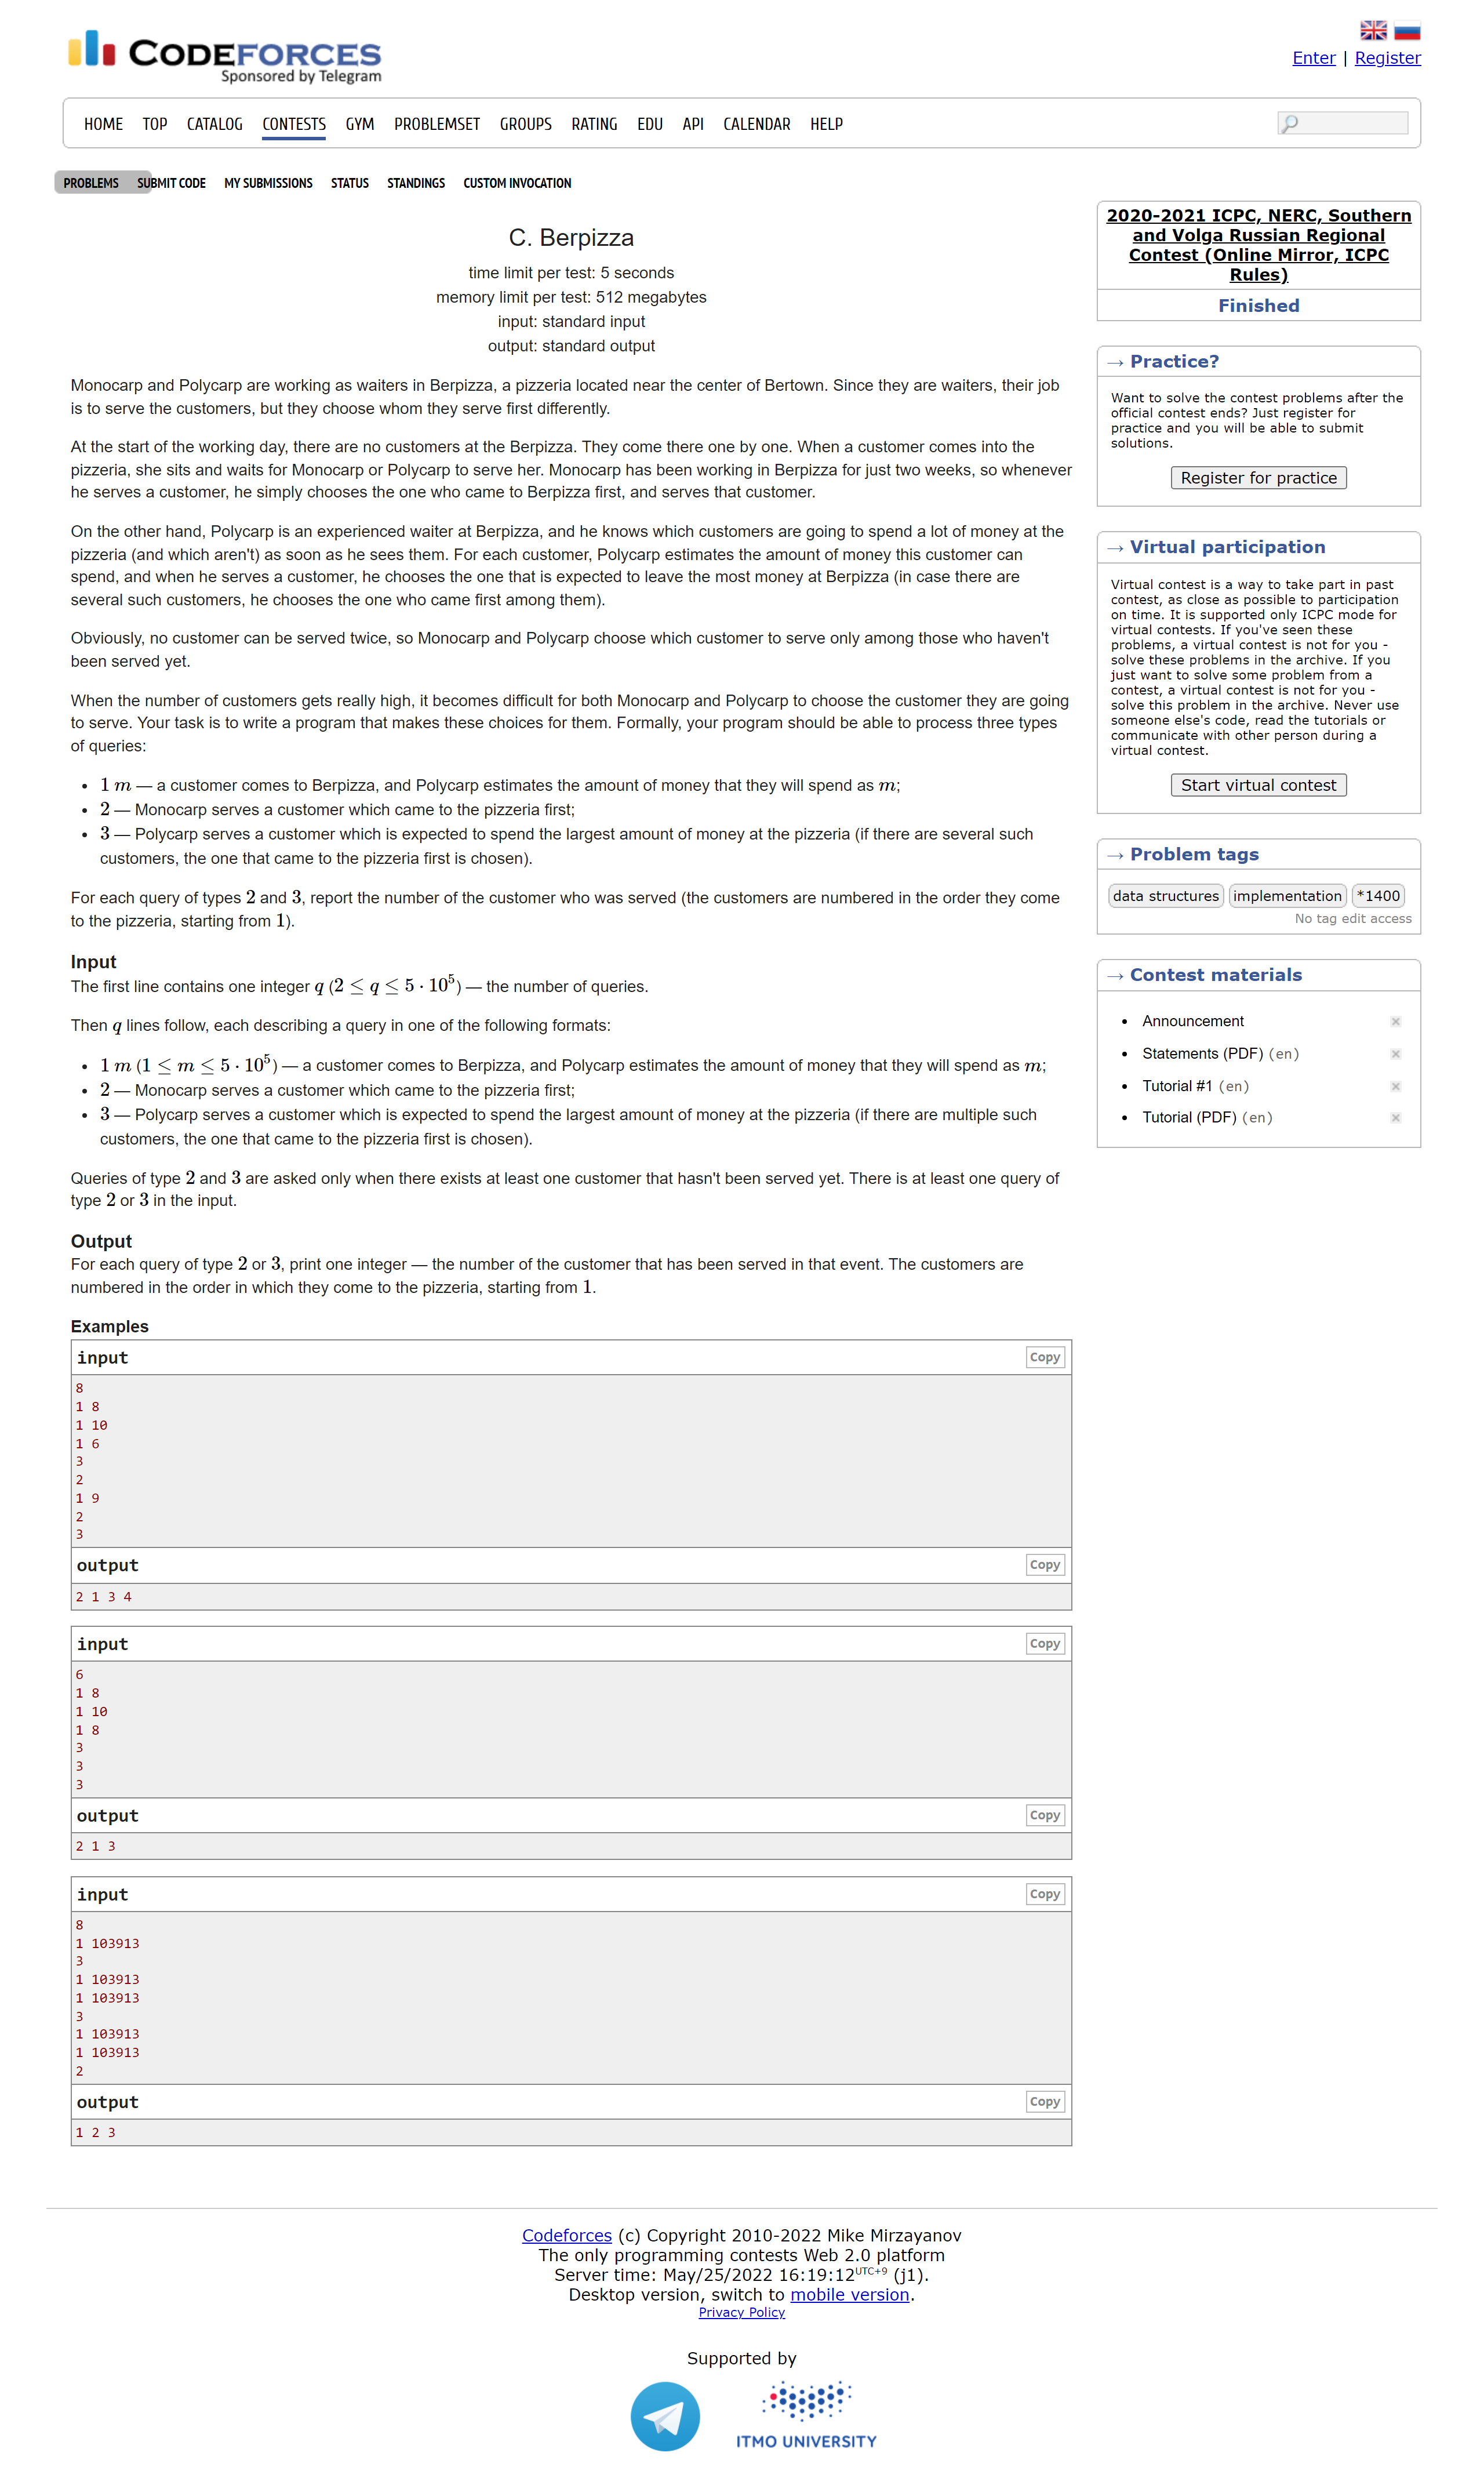 CODEFORCES
Sponsored by Telegram
Enter | Register
HOME TOP CATALOG CONTESTS GYM PROBLEMSET GROUPS RATING EDU API CALENDAR HELP
PROBLEMS SUBMIT CODE MY SUBMISSIONS STATUS STANDINGS CUSTOM INVOCATION
C. Berpizza
time limit per test: 5 seconds
memory limit per test: 512 megabytes
input: standard input
output: standard output
Monocarp and Polycarp are working as waiters in Berpizza, a pizzeria located near the center of Bertown. Since they are waiters, their job
is to serve the customers, but they choose whom they serve first differently.
At the start of the working day, there are no customers at the Berpizza. They come there one by one. When a customer comes into the
pizzeria, she sits and waits for Monocarp or Polycarp to serve her. Monocarp has been working in Berpizza for just two weeks, so whenever
he serves a customer, he simply chooses the one who came to Berpizza first, and serves that customer.
On the other hand, Polycarp is an experienced waiter at Berpizza, and he knows which customers are going to spend a lot of money at the
pizzeria (and which aren't) as soon as he sees them. For each customer, Polycarp estimates the amount of money this customer can
spend, and when he serves a customer, he chooses the one that is expected to leave the most money at Berpizza (in case there are
several such customers, he chooses the one who came first among them).
Obviously, no customer can be served twice, so Monocarp and Polycarp choose which customer to serve only among those who haven't
been served yet.
When the number of customers gets really high, it becomes difficult for both Monocarp and Polycarp to choose the customer they are going
to serve. Your task is to write a program that makes these choices for them. Formally, your program should be able to process three types
of queries:
• 1 m — a customer comes to Berpizza, and Polycarp estimates the amount of money that they will spend as m;
• 2 — Monocarp serves a customer which came to the pizzeria first;
• 3 — Polycarp serves a customer which is expected to spend the largest amount of money at the pizzeria (if there are several such
customers, the one that came to the pizzeria first is chosen).
For each query of types 2 and 3, report the number of the customer who was served (the customers are numbered in the order they come
to the pizzeria, starting from 1).
Input
The first line contains one integer q (2 ≤ q ≤ 5 · 10⁵) — the number of queries.
Then q lines follow, each describing a query in one of the following formats:
• 1 m (1 ≤ m ≤ 5 · 10⁵) — a customer comes to Berpizza, and Polycarp estimates the amount of money that they will spend as m;
• 2 — Monocarp serves a customer which came to the pizzeria first;
• 3 — Polycarp serves a customer which is expected to spend the largest amount of money at the pizzeria (if there are multiple such
customers, the one that came to the pizzeria first is chosen).
Queries of type 2 and 3 are asked only when there exists at least one customer that hasn't been served yet. There is at least one query of
type 2 or 3 in the input.
Output
For each query of type 2 or 3, print one integer — the number of the customer that has been served in that event. The customers are
numbered in the order in which they come to the pizzeria, starting from 1.
Examples
input Copy
8
1 8
1 10
1 6
3
2
1 9
2
3
output Copy
2 1 3 4
input Copy
6
1 8
1 10
1 8
3
3
3
output Copy
2 1 3
input Copy
8
1 103913
3
1 103913
1 103913
3
1 103913
1 103913
2
output Copy
1 2 3
2020-2021 ICPC, NERC, Southern
and Volga Russian Regional
Contest (Online Mirror, ICPC
Rules)
Finished
→ Practice?
Want to solve the contest problems after the
official contest ends? Just register for
practice and you will be able to submit
solutions.
Register for practice
→ Virtual participation
Virtual contest is a way to take part in past
contest, as close as possible to participation
on time. It is supported only ICPC mode for
virtual contests. If you've seen these
problems, a virtual contest is not for you -
solve these problems in the archive. If you
just want to solve some problem from a
contest, a virtual contest is not for you -
solve this problem in the archive. Never use
someone else's code, read the tutorials or
communicate with other person during a
virtual contest.
Start virtual contest
→ Problem tags
data structures implementation *1400
No tag edit access
→ Contest materials
• Announcement
• Statements (PDF) (en)
• Tutorial #1 (en)
• Tutorial (PDF) (en)
Codeforces (c) Copyright 2010-2022 Mike Mirzayanov
The only programming contests Web 2.0 platform
Server time: May/25/2022 16:19:12 UTC+9 (j1).
Desktop version, switch to mobile version.
Privacy Policy
Supported by
ITMO UNIVERSITY